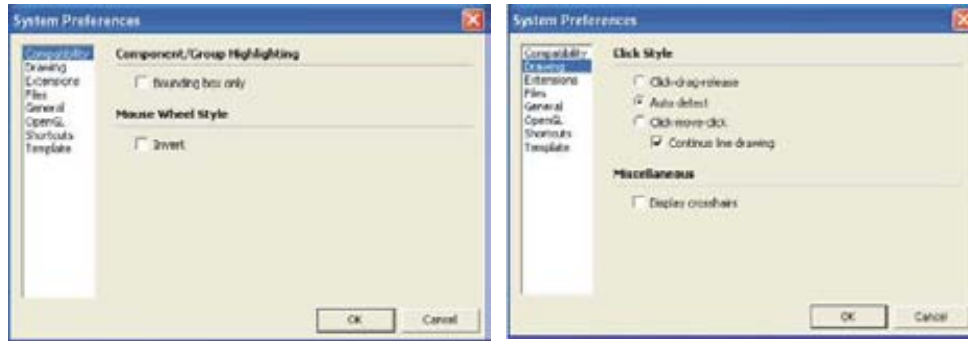 System Preferences
Compatibility
Drawing
Extensions
Files
General
OpenGL
Shortcuts
Template
Component/Group Highlighting
Bounding box only
Mouse Wheel Style
Invert
OK
Cancel
System Preferences
Compatibility
Drawing
Extensions
Files
General
OpenGL
Shortcuts
Template
Click Style
Click-drag-release
Auto detect
Click-move-click
Continue line drawing
Miscellaneous
Display crosshairs
OK
Cancel